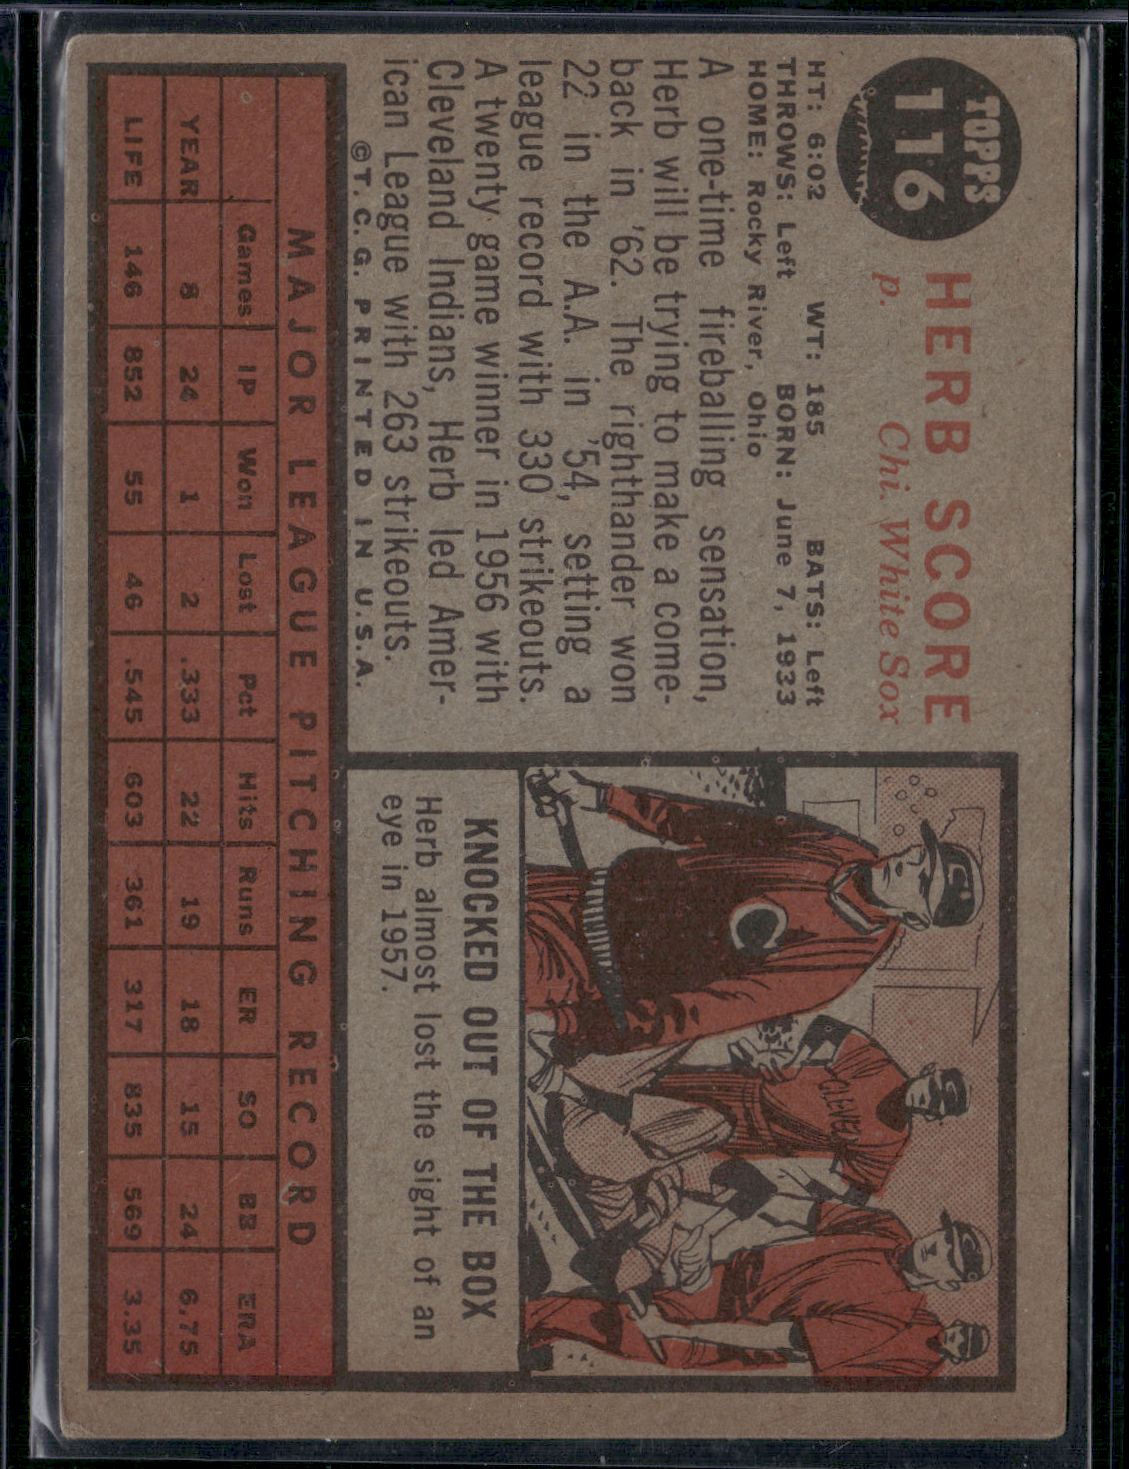 TOPPS
116
HERB SCORE
p. Chi. White Sox
HT: 6:02 WT: 185 BATS: Left
THROWS: Left BORN: June 7, 1933
HOME: Rocky River, Ohio
A one-time fireballing sensation,
Herb will be trying to make a come-
back in '62. The righthander won
22 in the A.A. in '54, setting a
league record with 330 strikeouts.
A twenty game winner in 1956 with
Cleveland Indians, Herb led Amer-
ican League with 263 strikeouts.
©T.C.G. PRINTED IN U.S.A.
C
CLEVE
KNOCKED OUT OF THE BOX
Herb almost lost the sight of an
eye in 1957.
MAJOR LEAGUE PITCHING RECORD
Games IP Won Lost Pct Hits Runs ER SO BB ERA
YEAR 8 24 1 2 .333 22 19 18 15 24 6.75
LIFE 146 852 55 46 .545 603 361 317 835 569 3.35